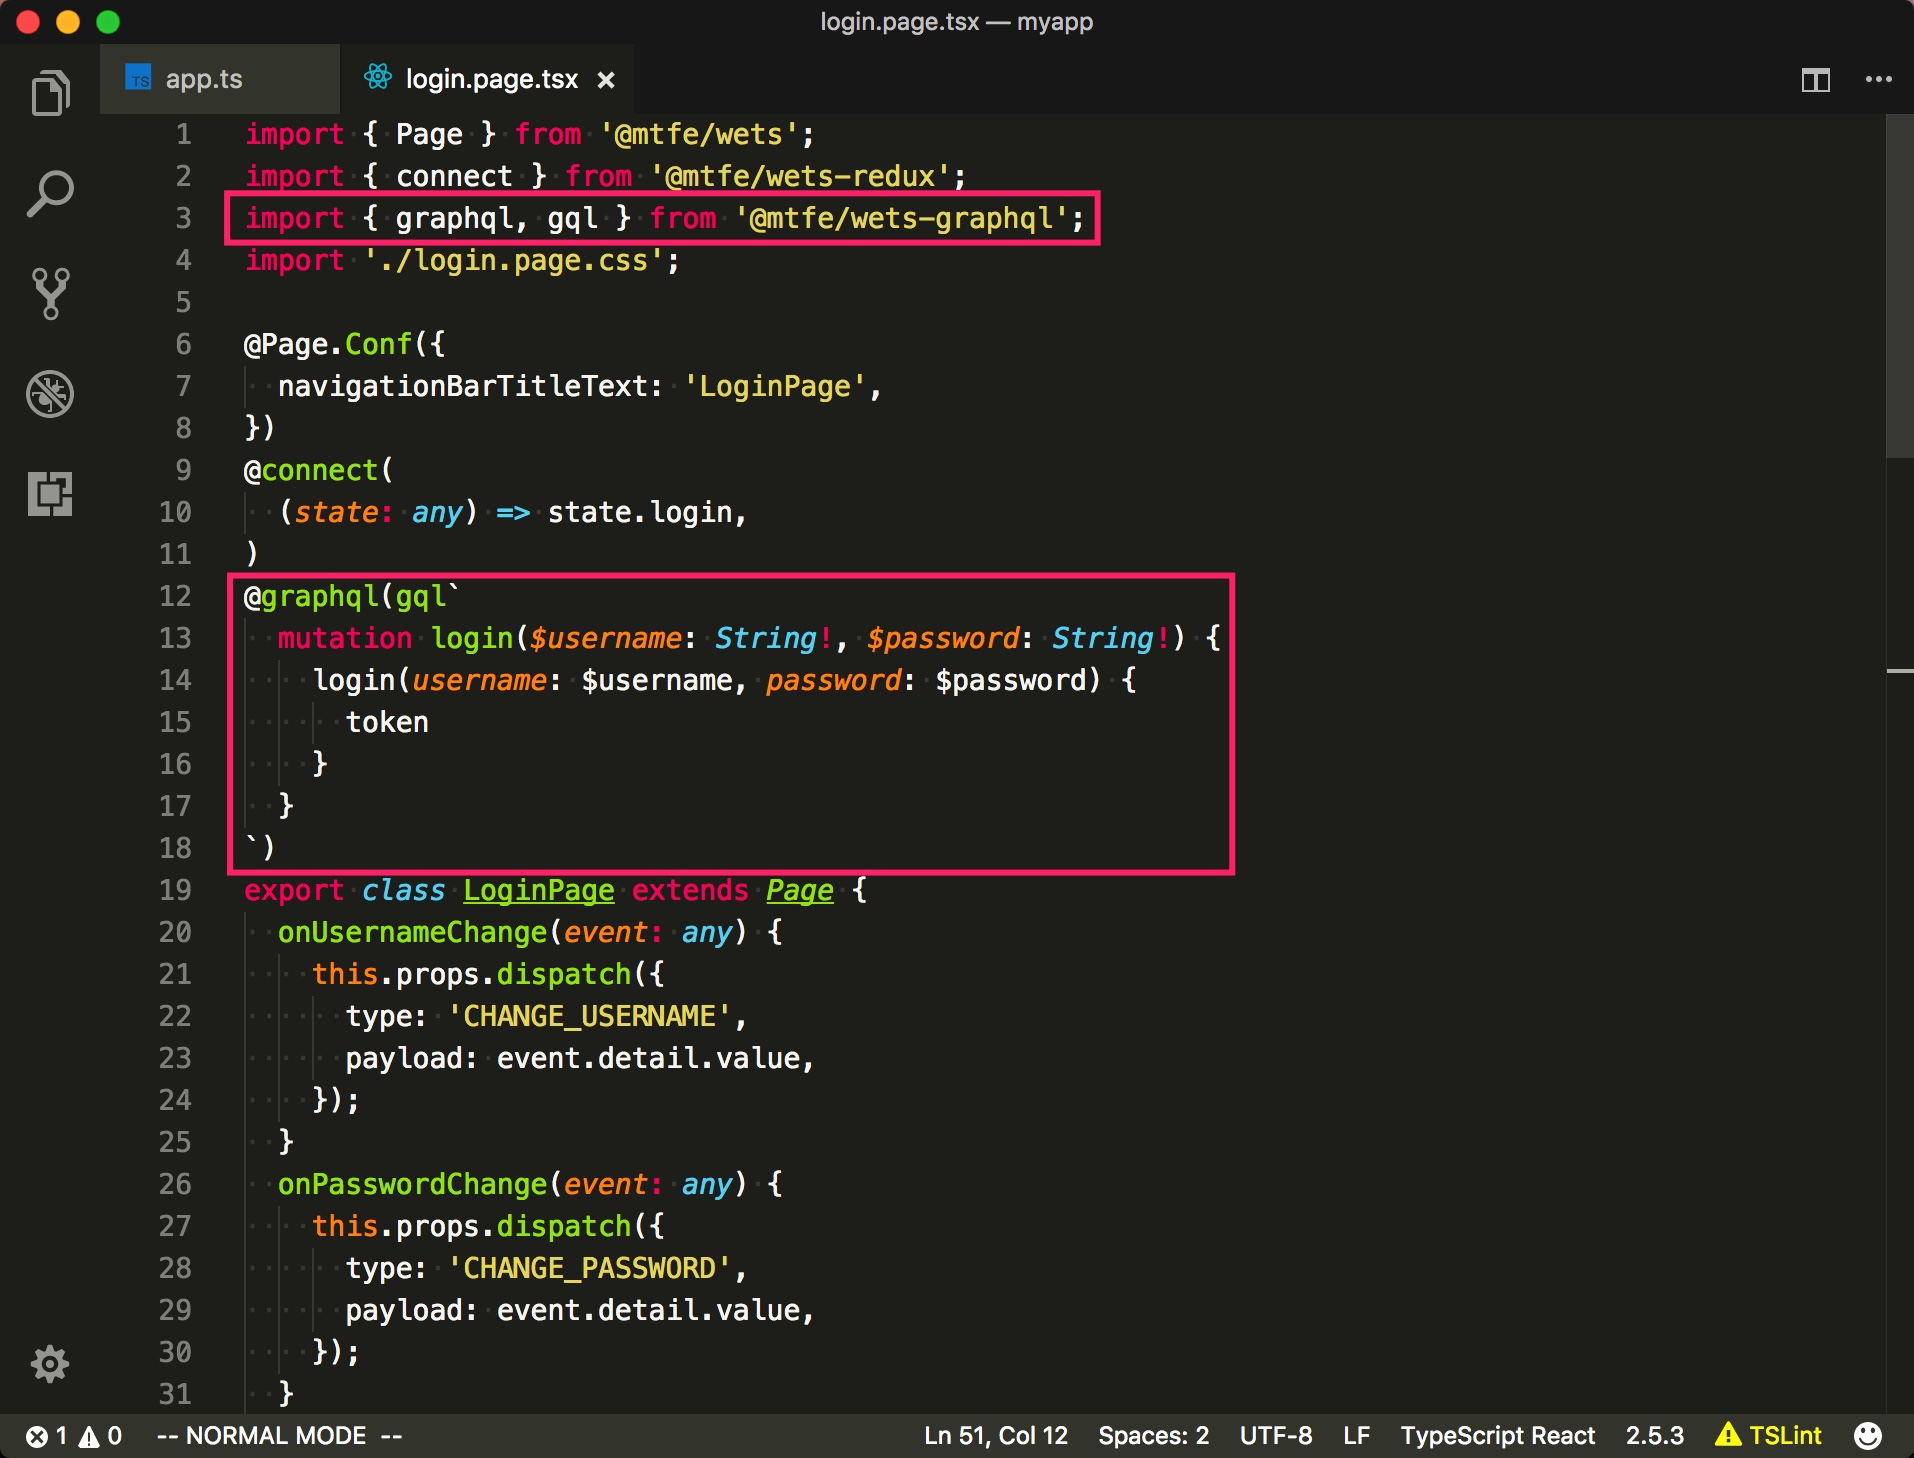 login.page.tsx — myapp
TS app.ts
login.page.tsx ×
1 import { Page } from '@mtfe/wets';
2 import { connect } from '@mtfe/wets-redux';
3 import { graphql, gql } from '@mtfe/wets-graphql';
4 import './login.page.css';
5
6 @Page.Conf({
7   navigationBarTitleText: 'LoginPage',
8 })
9 @connect(
10   (state: any) => state.login,
11 )
12 @graphql(gql`
13   mutation login($username: String!, $password: String!) {
14     login(username: $username, password: $password) {
15       token
16     }
17   }
18 `)
19 export class LoginPage extends Page {
20   onUsernameChange(event: any) {
21     this.props.dispatch({
22       type: 'CHANGE_USERNAME',
23       payload: event.detail.value,
24     });
25   }
26   onPasswordChange(event: any) {
27     this.props.dispatch({
28       type: 'CHANGE_PASSWORD',
29       payload: event.detail.value,
30     });
31   }
1 0 -- NORMAL MODE -- Ln 51, Col 12 Spaces: 2 UTF-8 LF TypeScript React 2.5.3 TSLint